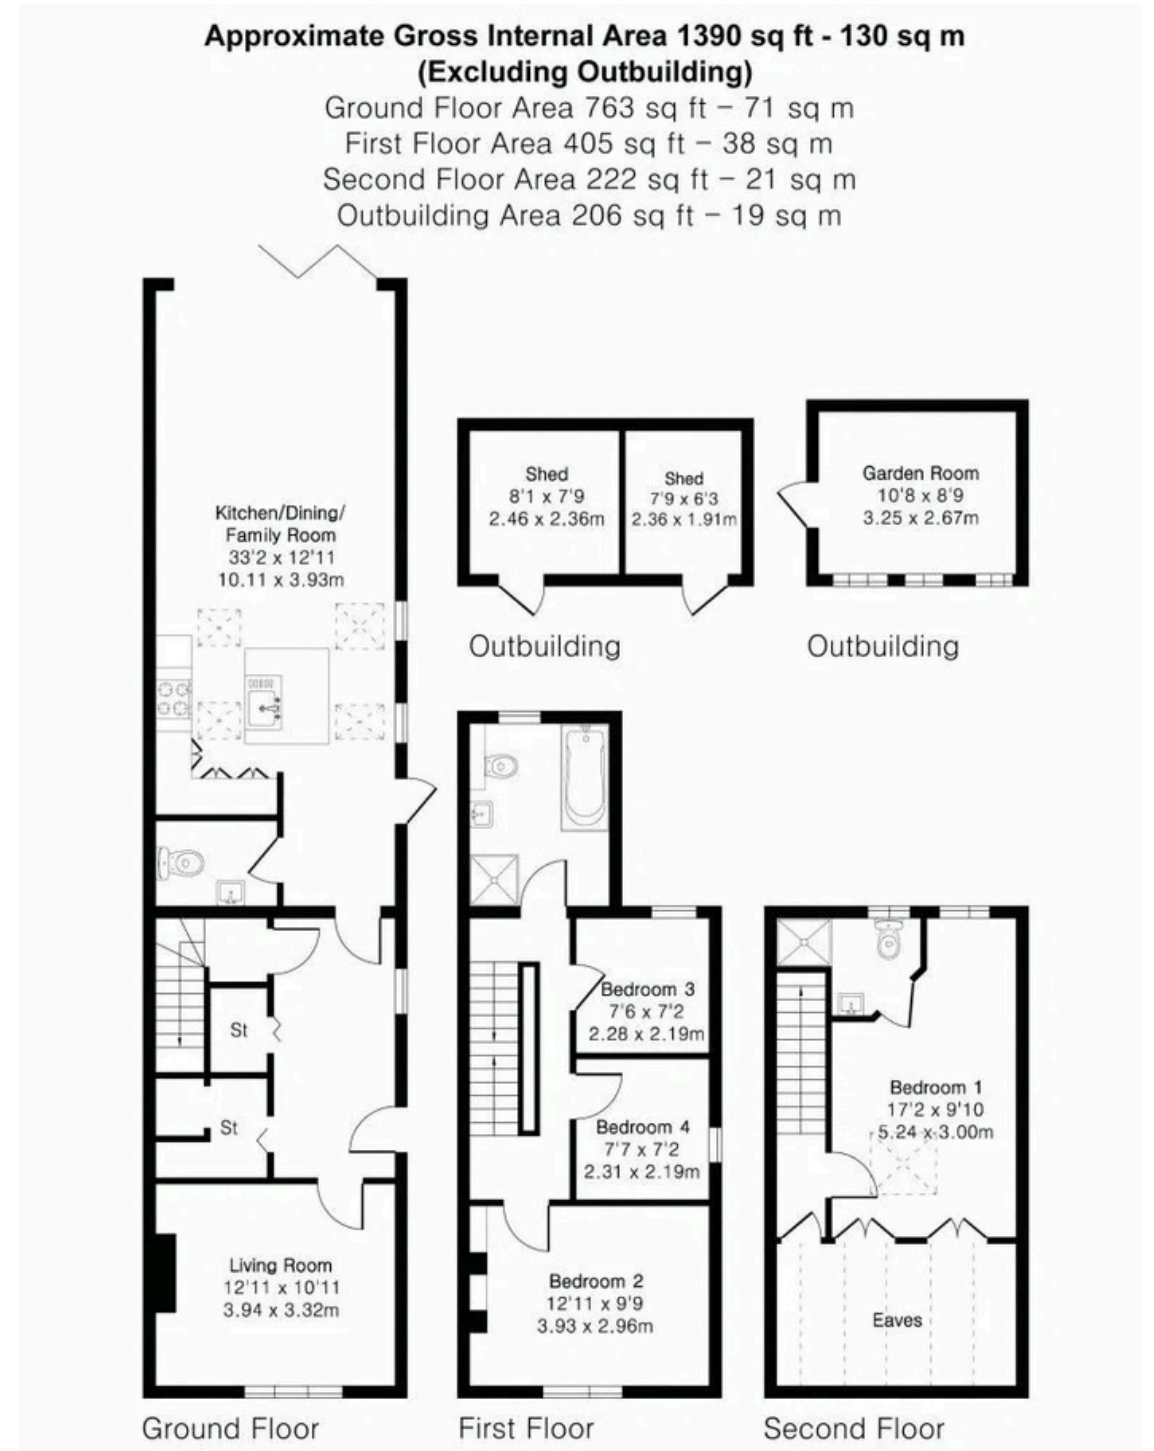 Approximate Gross Internal Area 1390 sq ft - 130 sq m
(Excluding Outbuilding)
Ground Floor Area 763 sq ft – 71 sq m
First Floor Area 405 sq ft – 38 sq m
Second Floor Area 222 sq ft – 21 sq m
Outbuilding Area 206 sq ft – 19 sq m
Kitchen/Dining/
Family Room
33'2 x 12'11
10.11 x 3.93m
St
St
Living Room
12'11 x 10'11
3.94 x 3.32m
Ground Floor
Shed
8'1 x 7'9
2.46 x 2.36m
Shed
7'9 x 6'3
2.36 x 1.91m
Outbuilding
Garden Room
10'8 x 8'9
3.25 x 2.67m
Outbuilding
Bedroom 3
7'6 x 7'2
2.28 x 2.19m
Bedroom 4
7'7 x 7'2
2.31 x 2.19m
Bedroom 2
12'11 x 9'9
3.93 x 2.96m
First Floor
Bedroom 1
17'2 x 9'10
5.24 x 3.00m
Eaves
Second Floor